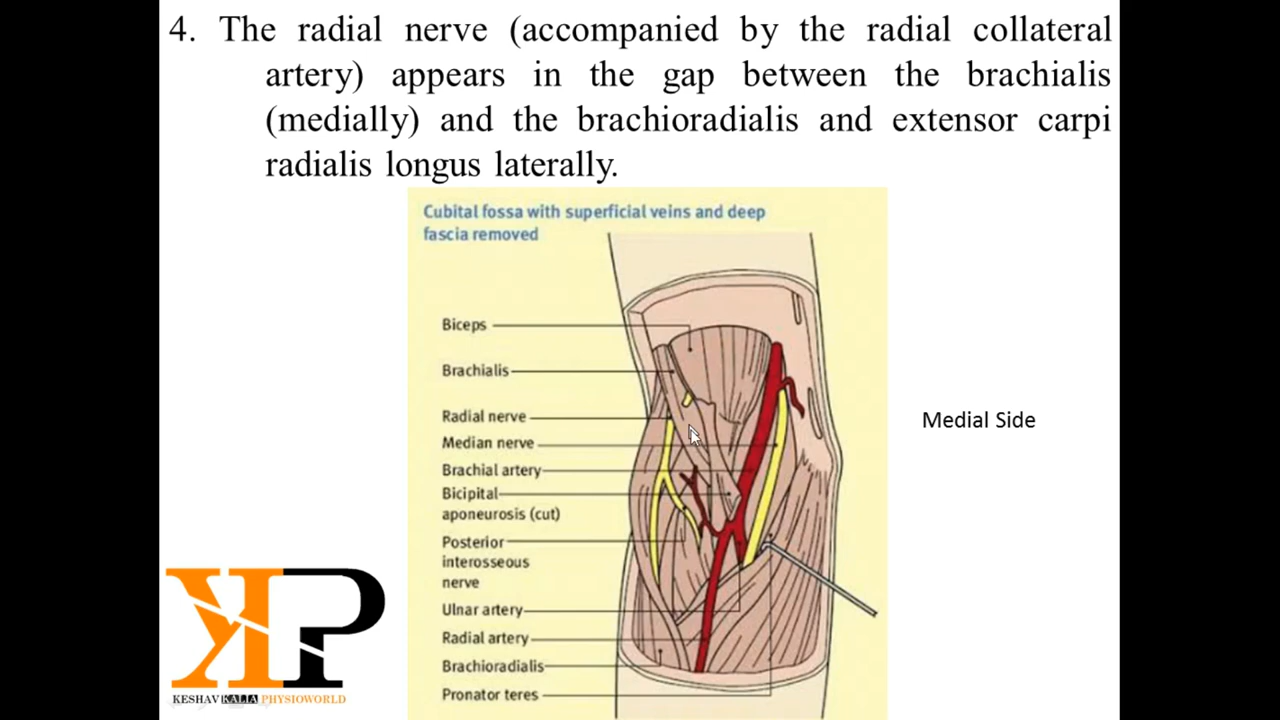 4. The radial nerve (accompanied by the radial collateral
artery) appears in the gap between the brachialis
(medially) and the brachioradialis and extensor carpi
radialis longus laterally.
Cubital fossa with superficial veins and deep
fascia removed
Biceps
Brachialis
Radial nerve
Median nerve
Brachial artery
Bicipital
aponeurosis (cut)
Posterior
interosseous
nerve
Ulnar artery
Radial artery
Brachioradialis
Pronator teres
Medial Side
KP
KESHAV KALIA PHYSIOWORLD